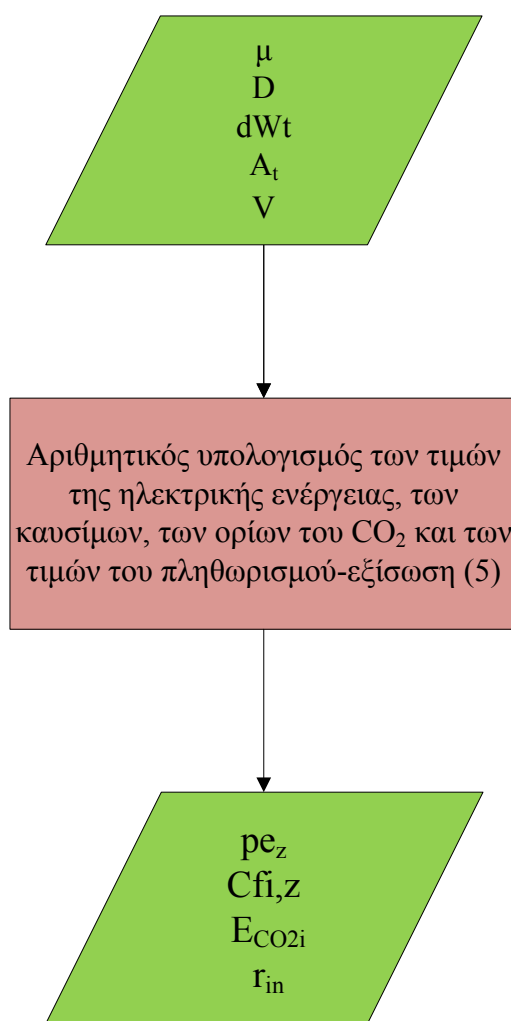 μ
D
dWt
At
V
Αριθμητικός υπολογισμός των τιμών
της ηλεκτρικής ενέργειας, των
καυσίμων, των ορίων του CO2 και των
τιμών του πληθωρισμού-εξίσωση (5)
pez
Cfi,z
ECO2i
rin